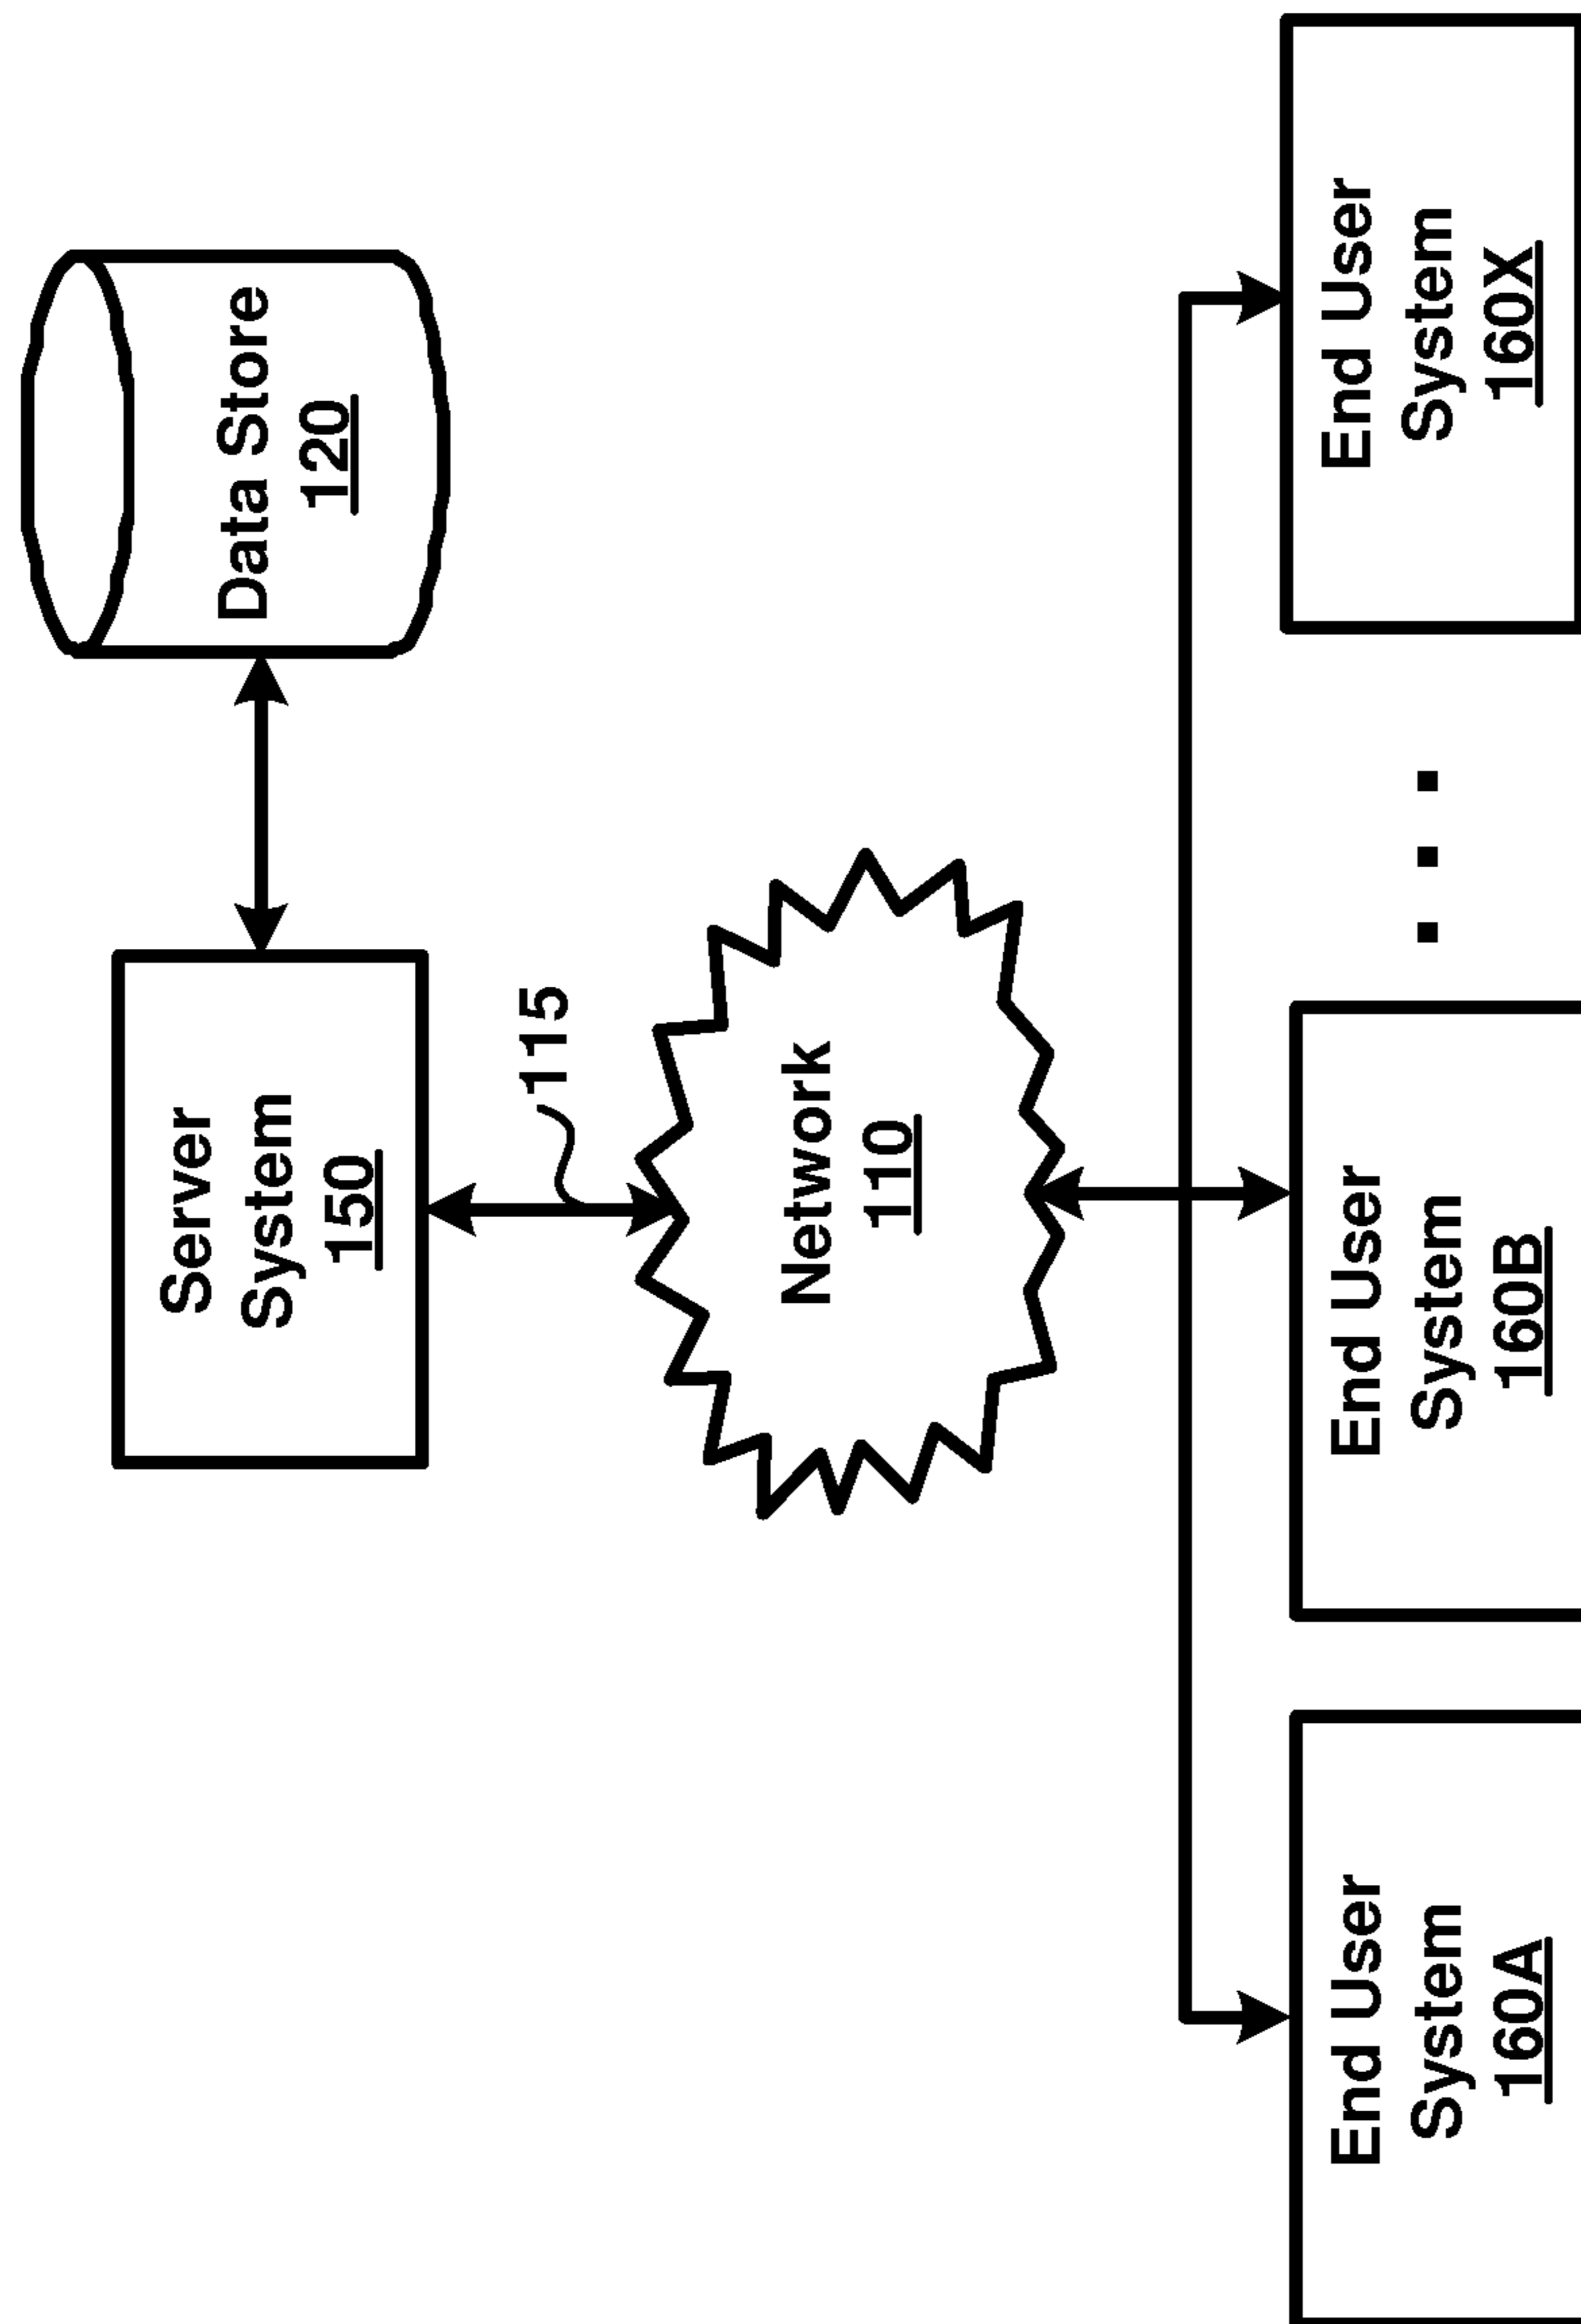 Server
System
150
Data Store
120
115
Network
110
End User
System
160A
End User
System
160B
End User
System
160X